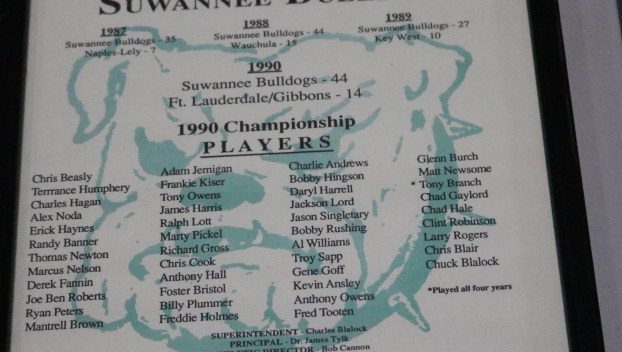 SUWANNEE
1987
Suwannee Bulldogs - 35
Naples-Lely - 7
1988
Suwannee Bulldogs - 44
Wauchula - 15
1989
Suwannee Bulldogs - 27
Key West - 10
1990
Suwannee Bulldogs - 44
Ft. Lauderdale/Gibbons - 14
1990 Championship
PLAYERS
Chris Beasly
Terrrance Humphery
Charles Hagan
Alex Noda
Erick Haynes
Randy Banner
Thomas Newton
Marcus Nelson
Derek Fannin
Joe Ben Roberts
Ryan Peters
Mantrell Brown
Adam Jernigan
Frankie Kiser
Tony Owens
James Harris
Ralph Lott
Marty Pickel
Richard Gross
Chris Cook
Anthony Hall
Foster Bristol
Billy Plummer
Freddie Holmes
Charlie Andrews
Bobby Hingson
Daryl Harrell
Jackson Lord
Jason Singletary
Bobby Rushing
Al Williams
Troy Sapp
Gene Goff
Kevin Ansley
Anthony Owens
Fred Tooten
Glenn Burch
Matt Newsome
* Tony Branch
Chad Gaylord
Chad Hale
Clint Robinson
Larry Rogers
Chris Blair
Chuck Blalock
*Played all four years
SUPERINTENDENT - Charles Blalock
PRINCIPAL - Dr. James Tylk
DIRECTOR - Bob Cannon